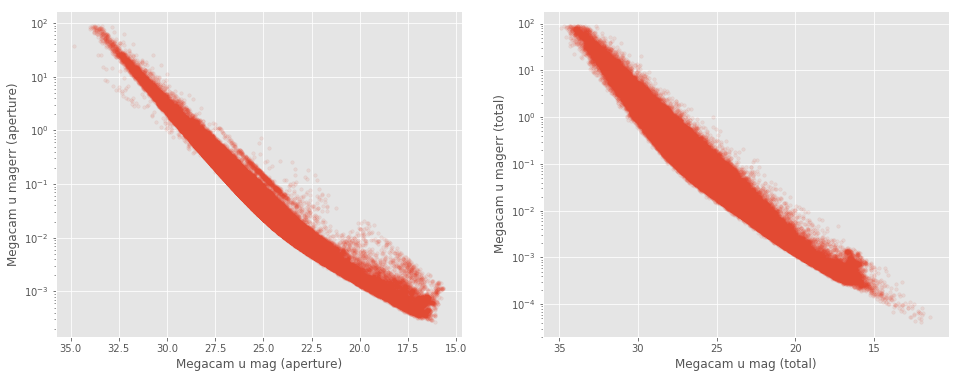 10²
10¹
10⁰
10⁻¹
10⁻²
10⁻³
Megacam u magerr (aperture)
35.0 32.5 30.0 27.5 25.0 22.5 20.0 17.5 15.0
Megacam u mag (aperture)
10²
10¹
10⁰
10⁻¹
10⁻²
10⁻³
10⁻⁴
Megacam u magerr (total)
35 30 25 20 15
Megacam u mag (total)